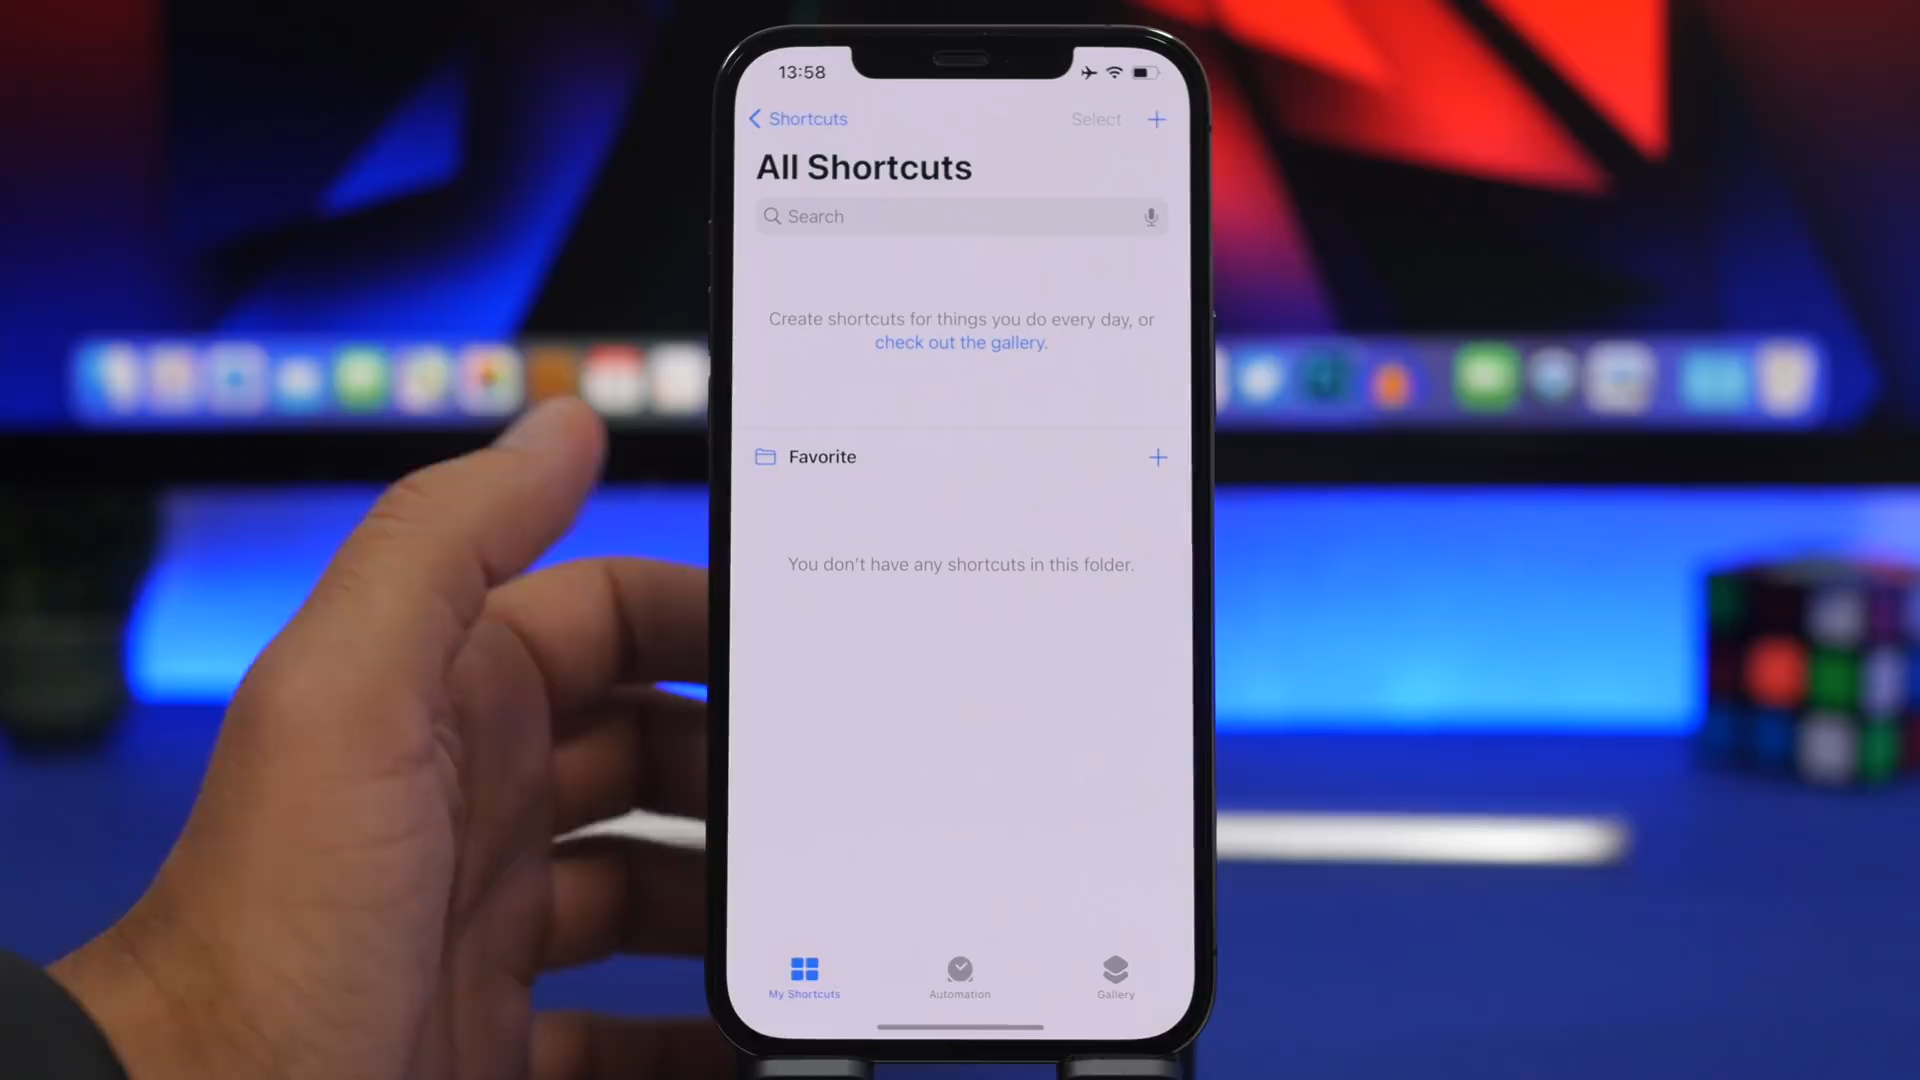 13:58
Shortcuts
Select
All Shortcuts
Search
Create shortcuts for things you do every day, or
check out the gallery.
Favorite
You don't have any shortcuts in this folder.
My Shortcuts
Automation
Gallery